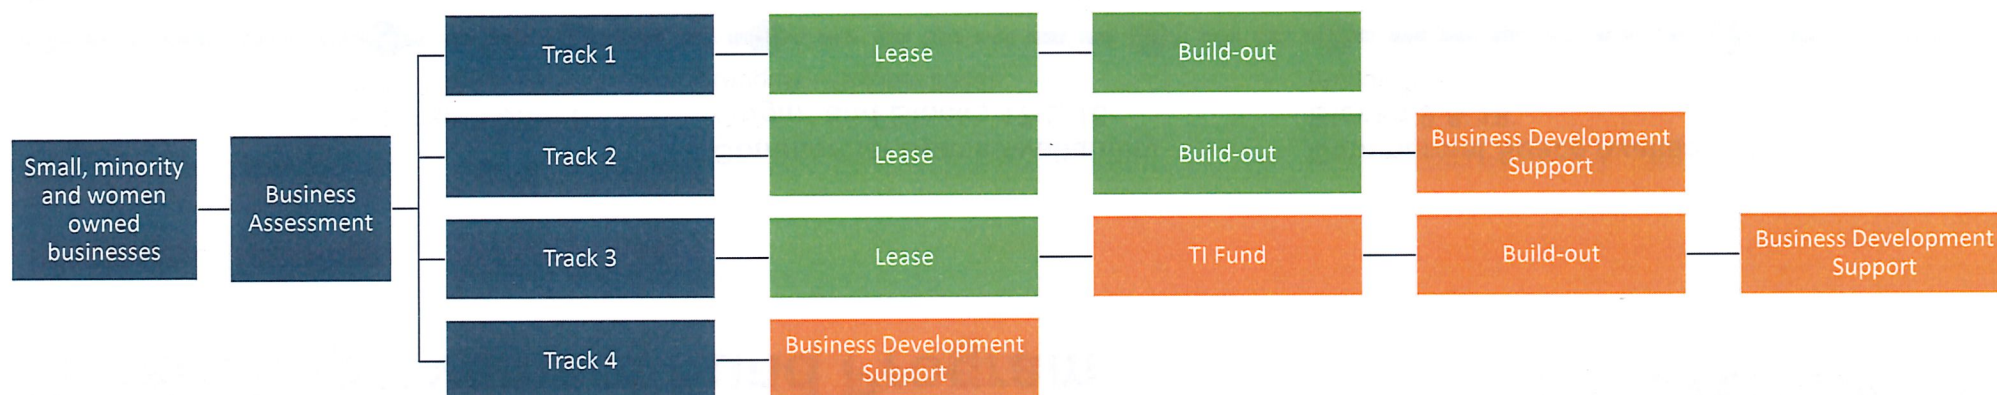 Small, minority
and women
owned
businesses
Business
Assessment
Track 1
Lease
Build-out
Track 2
Lease
Build-out
Business Development
Support
Track 3
Lease
TI Fund
Build-out
Business Development
Support
Track 4
Business Development
Support